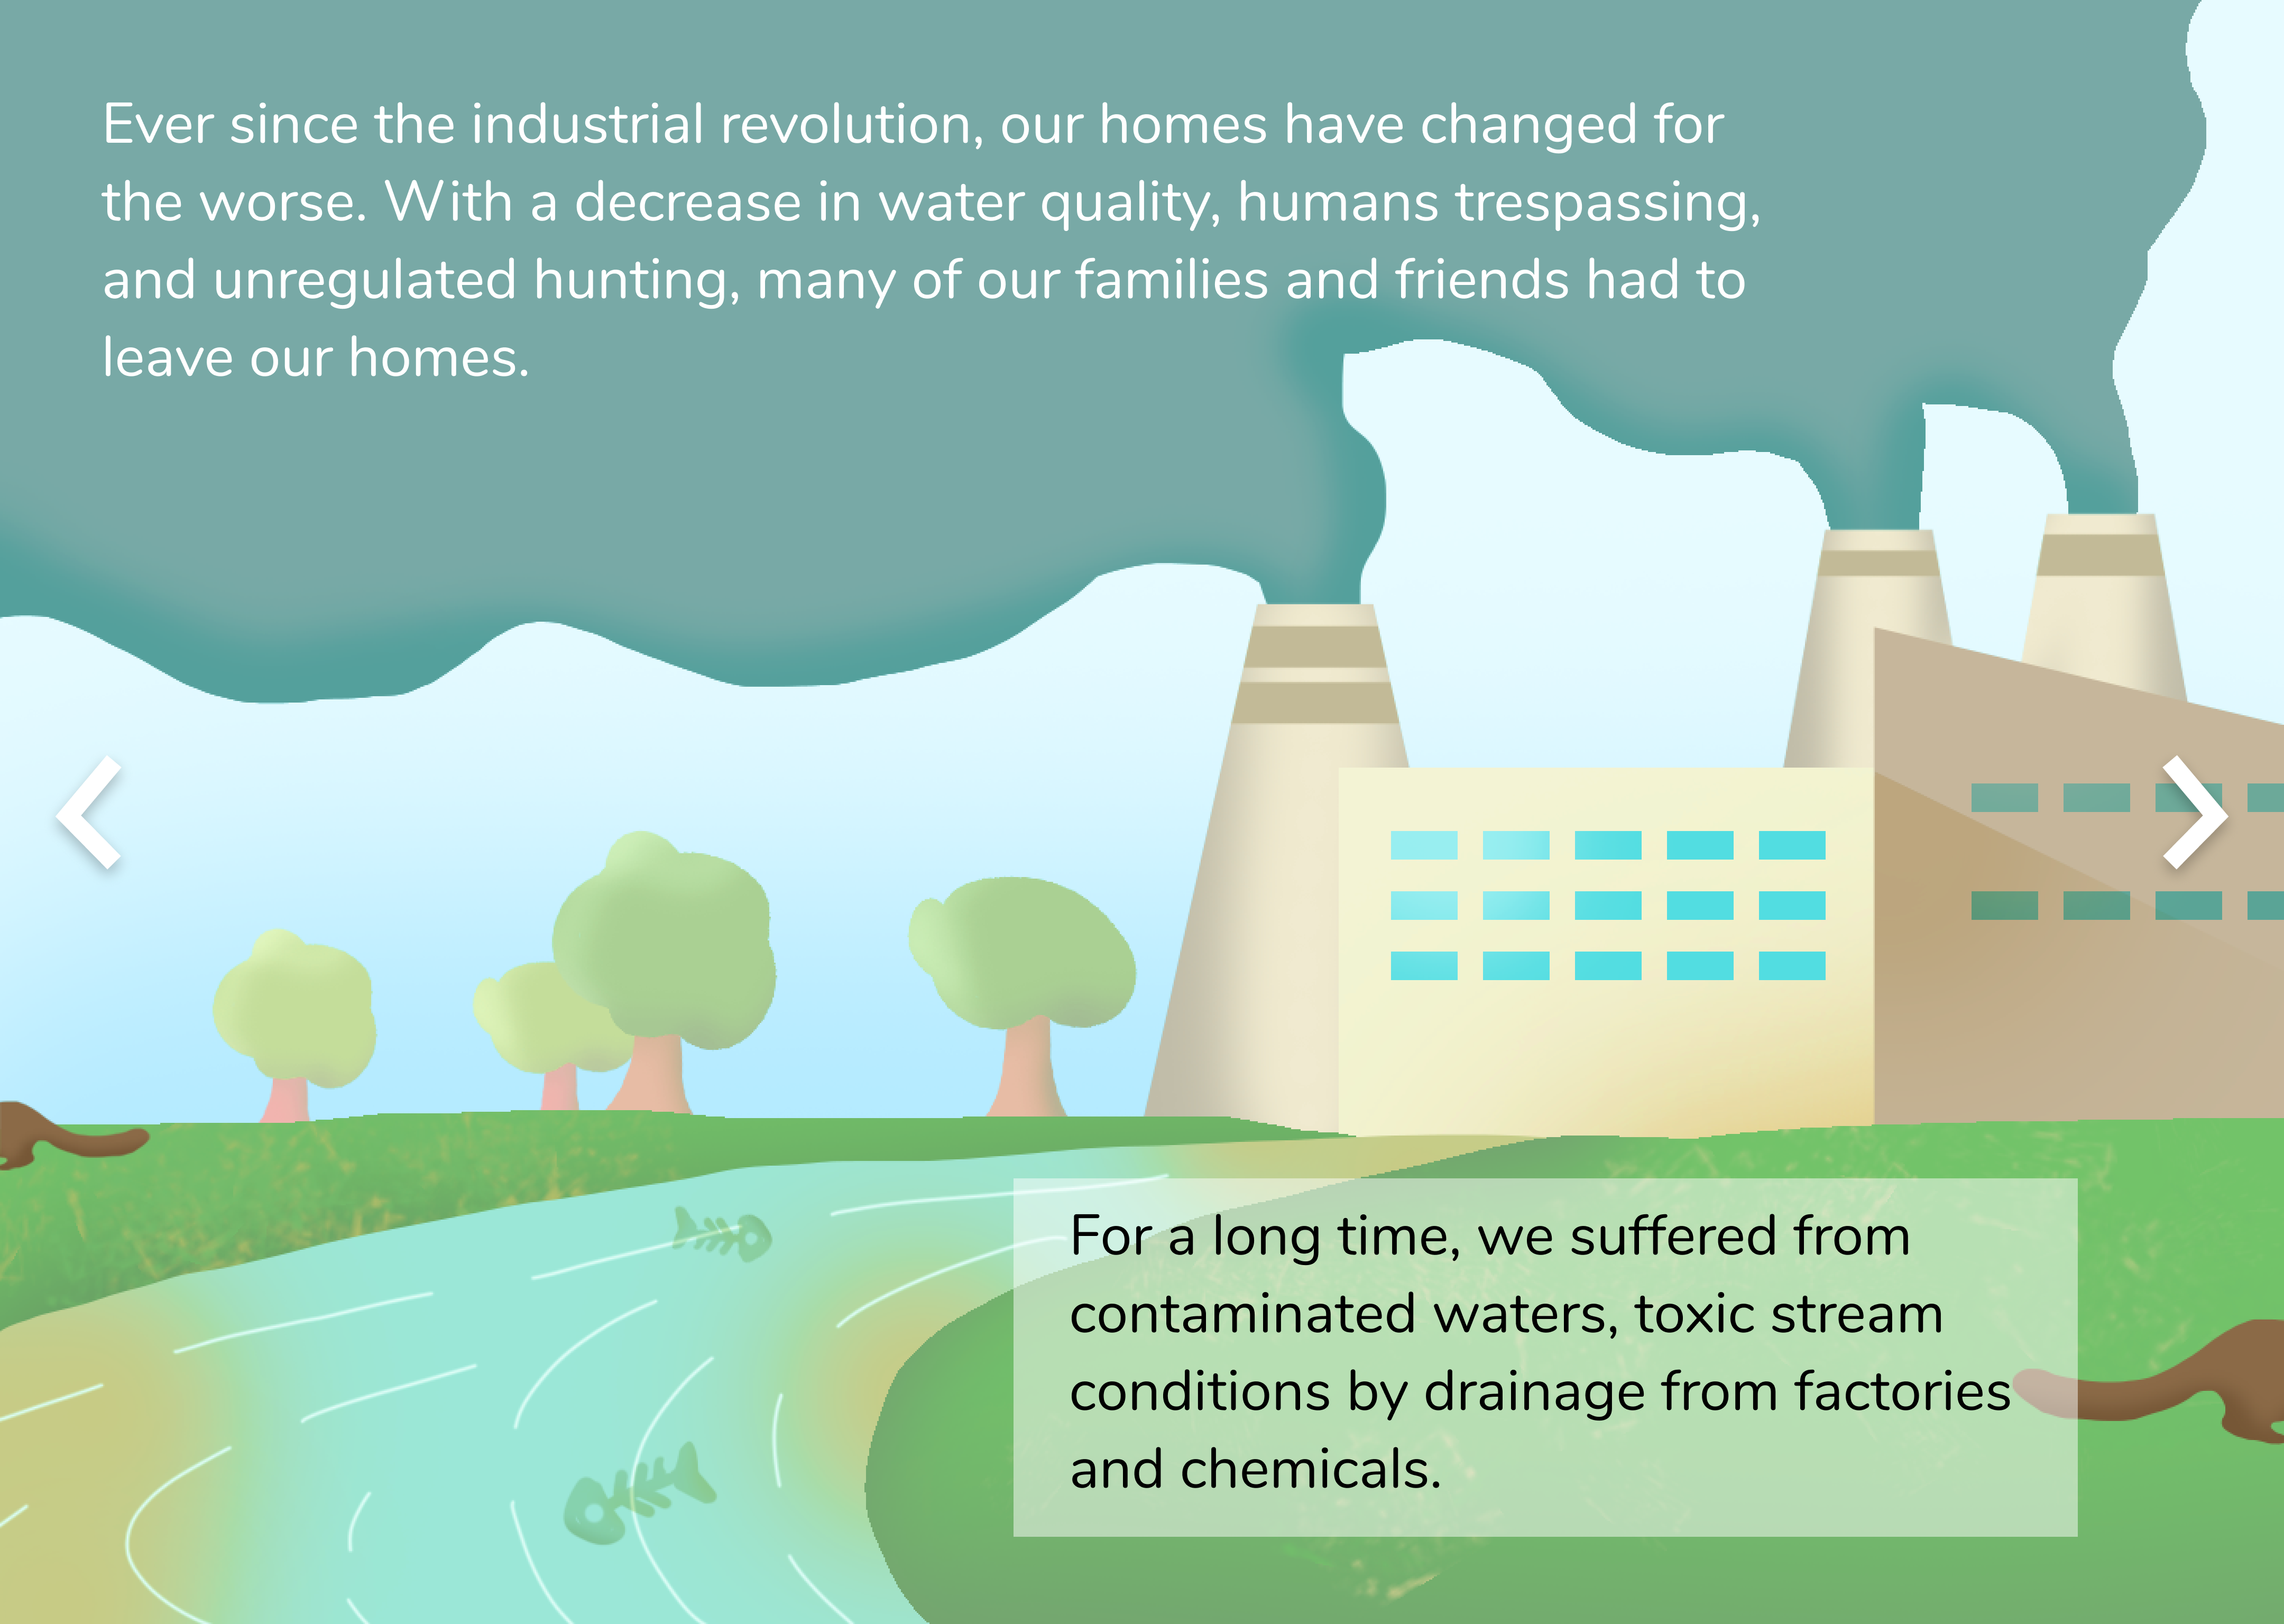 Ever since the industrial revolution, our homes have changed for
the worse. With a decrease in water quality, humans trespassing,
and unregulated hunting, many of our families and friends had to
leave our homes.
For a long time, we suffered from
contaminated waters, toxic stream
conditions by drainage from factories
and chemicals.